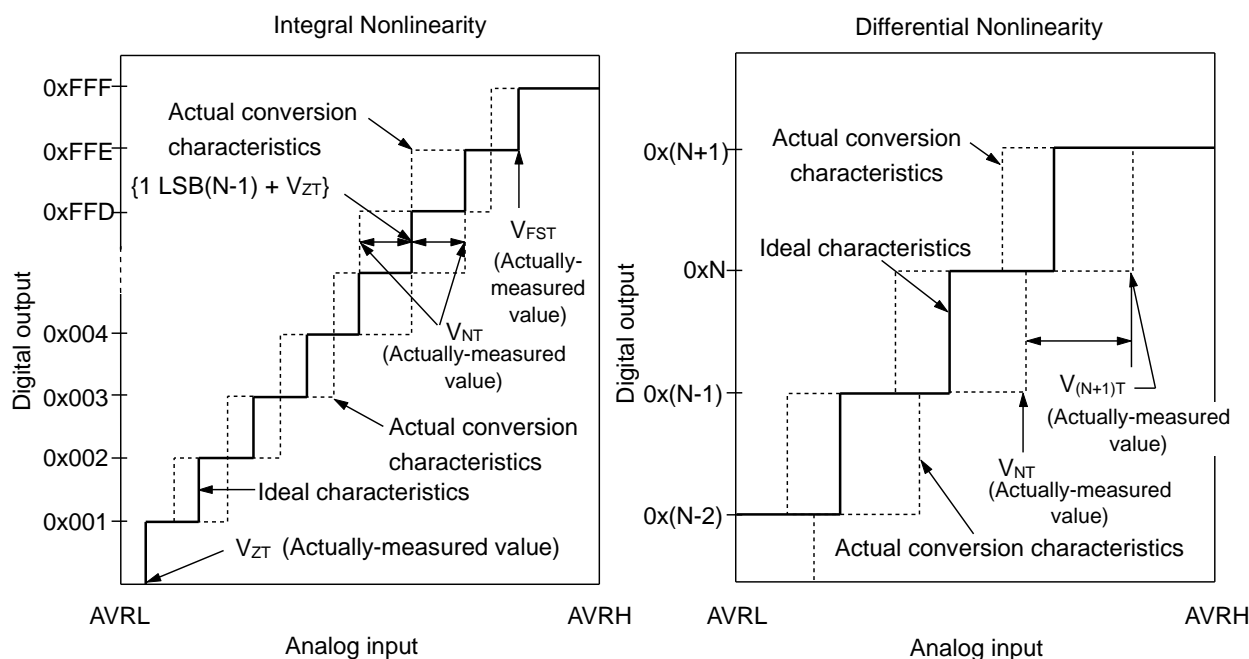 Integral Nonlinearity
0xFFF
0xFFE
0xFFD
0x004
0x003
0x002
0x001
Digital output
Actual conversion
characteristics
{1 LSB(N-1) + VZT}
VFST
(Actually-
measured
value)
VNT
(Actually-measured
value)
Actual conversion
characteristics
Ideal characteristics
VZT (Actually-measured value)
AVRL
AVRH
Analog input
Differential Nonlinearity
0x(N+1)
0xN
0x(N-1)
0x(N-2)
Digital output
Actual conversion
characteristics
Ideal characteristics
V(N+1)T
(Actually-measured
value)
VNT
(Actually-measured
value)
Actual conversion characteristics
AVRL
AVRH
Analog input